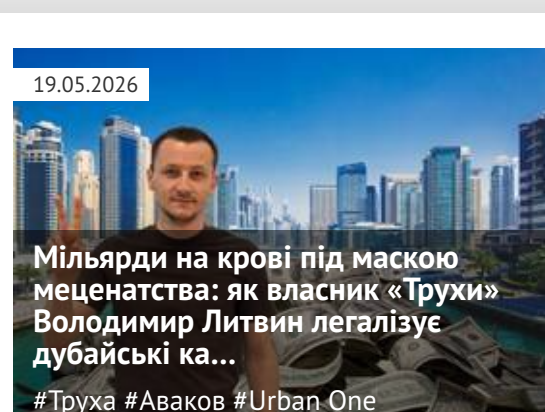 19.05.2026
Мільярди на крові під маскою
меценатства: як власник «Трухи»
Володимир Литвин легалізує
дубайські ка...
#Труха #Аваков #Urban One